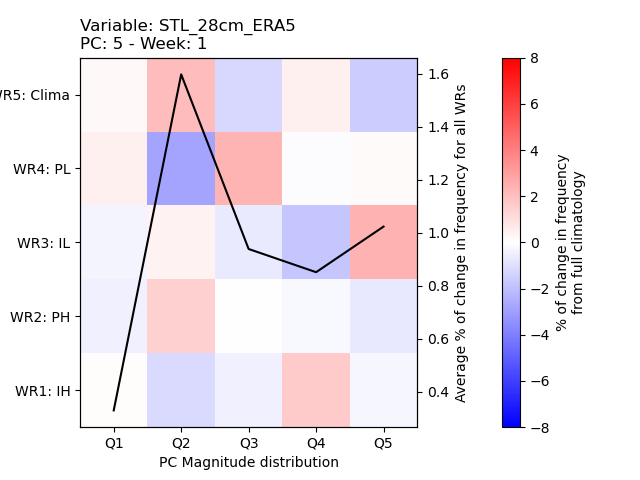 Variable: STL_28cm_ERA5
PC: 5 - Week: 1
WR5: Clima
WR4: PL
WR3: IL
WR2: PH
WR1: IH
Q1 Q2 Q3 Q4 Q5
PC Magnitude distribution
1.6
1.4
1.2
1.0
0.8
0.6
0.4
Average % of change in frequency for all WRs
8
6
4
2
0
−2
−4
−6
−8
% of change in frequency
from full climatology